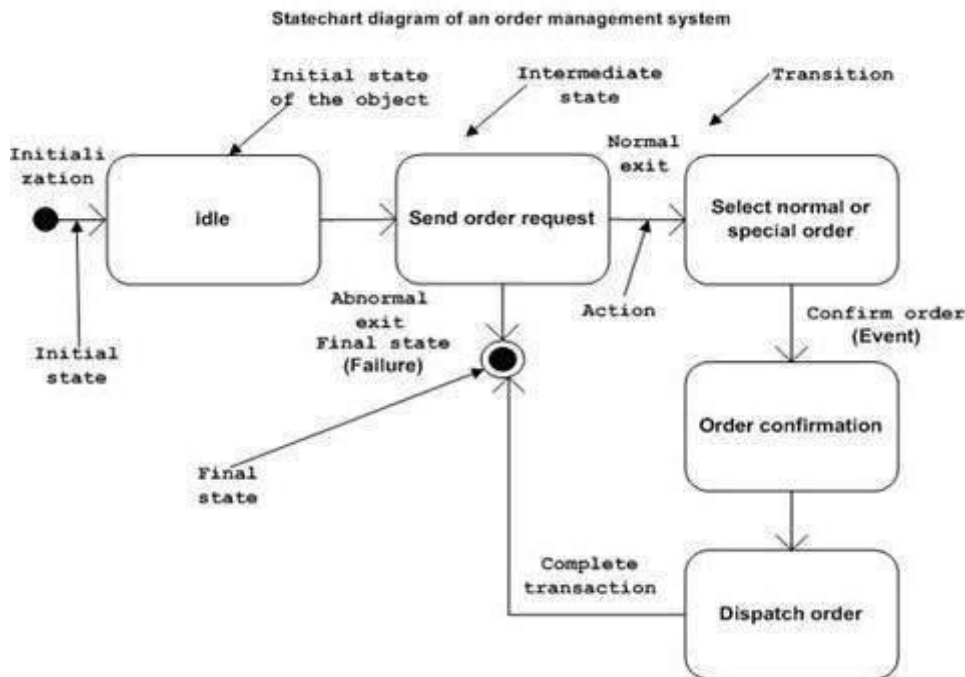 Statechart diagram of an order management system
Initial state
of the object
Intermediate
state
Transition
Initiali
zation
Normal
exit
idle
Send order request
Select normal or
special order
Initial
state
Abnormal
exit
Final state
(Failure)
Action
Confirm order
(Event)
Order confirmation
Final
state
Complete
transaction
Dispatch order